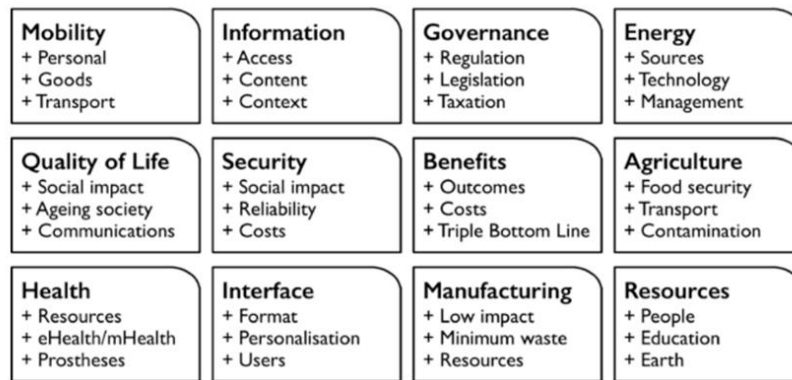 Mobility
+ Personal
+ Goods
+ Transport
Information
+ Access
+ Content
+ Context
Governance
+ Regulation
+ Legislation
+ Taxation
Energy
+ Sources
+ Technology
+ Management
Quality of Life
+ Social impact
+ Ageing society
+ Communications
Security
+ Social impact
+ Reliability
+ Costs
Benefits
+ Outcomes
+ Costs
+ Triple Bottom Line
Agriculture
+ Food security
+ Transport
+ Contamination
Health
+ Resources
+ eHealth/mHealth
+ Prostheses
Interface
+ Format
+ Personalisation
+ Users
Manufacturing
+ Low impact
+ Minimum waste
+ Resources
Resources
+ People
+ Education
+ Earth